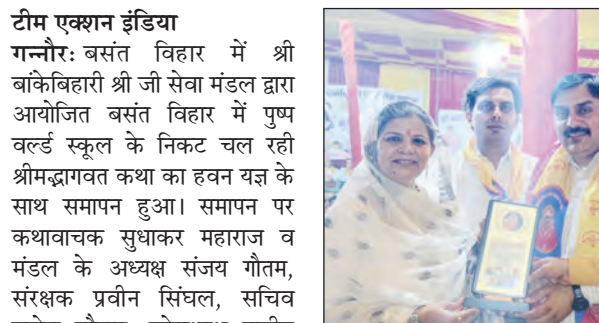 टीम एक्शन इंडिया
गन्नौरः बसंत विहार में श्री
बांकेबिहारी श्री जी सेवा मंडल द्वारा
आयोजित बसंत विहार में पुष्प
वर्ल्ड स्कूल के निकट चल रही
श्रीमद्भागवत कथा का हवन यज्ञ के
साथ समापन हुआ। समापन पर
कथावाचक सुधाकर महाराज व
मंडल के अध्यक्ष संजय गौतम,
संरक्षक प्रवीन सिंघल, सचिव